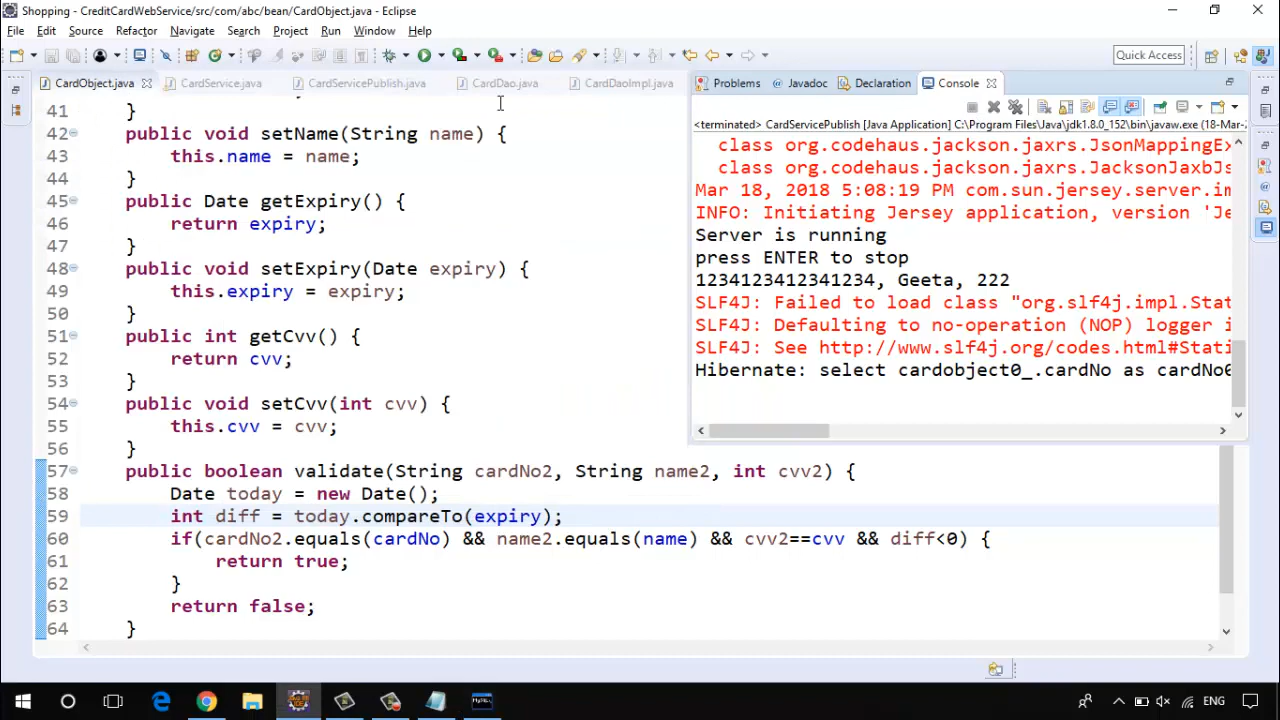 Shopping - CreditCardWebService/src/com/abc/bean/CardObject.java - Eclipse
File Edit Source Refactor Navigate Search Project Run Window Help
Quick Access
CardObject.java CardService.java CardServicePublish.java CardDao.java CardDaoImpl.java
41 }
42 public void setName(String name) {
43 this.name = name;
44 }
45 public Date getExpiry() {
46 return expiry;
47 }
48 public void setExpiry(Date expiry) {
49 this.expiry = expiry;
50 }
51 public int getCvv() {
52 return cvv;
53 }
54 public void setCvv(int cvv) {
55 this.cvv = cvv;
56 }
57 public boolean validate(String cardNo2, String name2, int cvv2) {
58 Date today = new Date();
59 int diff = today.compareTo(expiry);
60 if(cardNo2.equals(cardNo) && name2.equals(name) && cvv2==cvv && diff<0) {
61 return true;
62 }
63 return false;
64 }
Problems Javadoc Declaration Console
<terminated> CardServicePublish [Java Application] C:\Program Files\Java\jdk1.8.0_152\bin\javaw.exe (18-Mar-
class org.codehaus.jackson.jaxrs.JsonMappingEx
class org.codehaus.jackson.jaxrs.JacksonJaxbJs
Mar 18, 2018 5:08:19 PM com.sun.jersey.server.im
INFO: Initiating Jersey application, version 'Je
Server is running
press ENTER to stop
1234123412341234, Geeta, 222
SLF4J: Failed to load class "org.slf4j.impl.Stat
SLF4J: Defaulting to no-operation (NOP) logger i
SLF4J: See http://www.slf4j.org/codes.html#Stati
Hibernate: select cardobject0_.cardNo as cardNo0
ENG